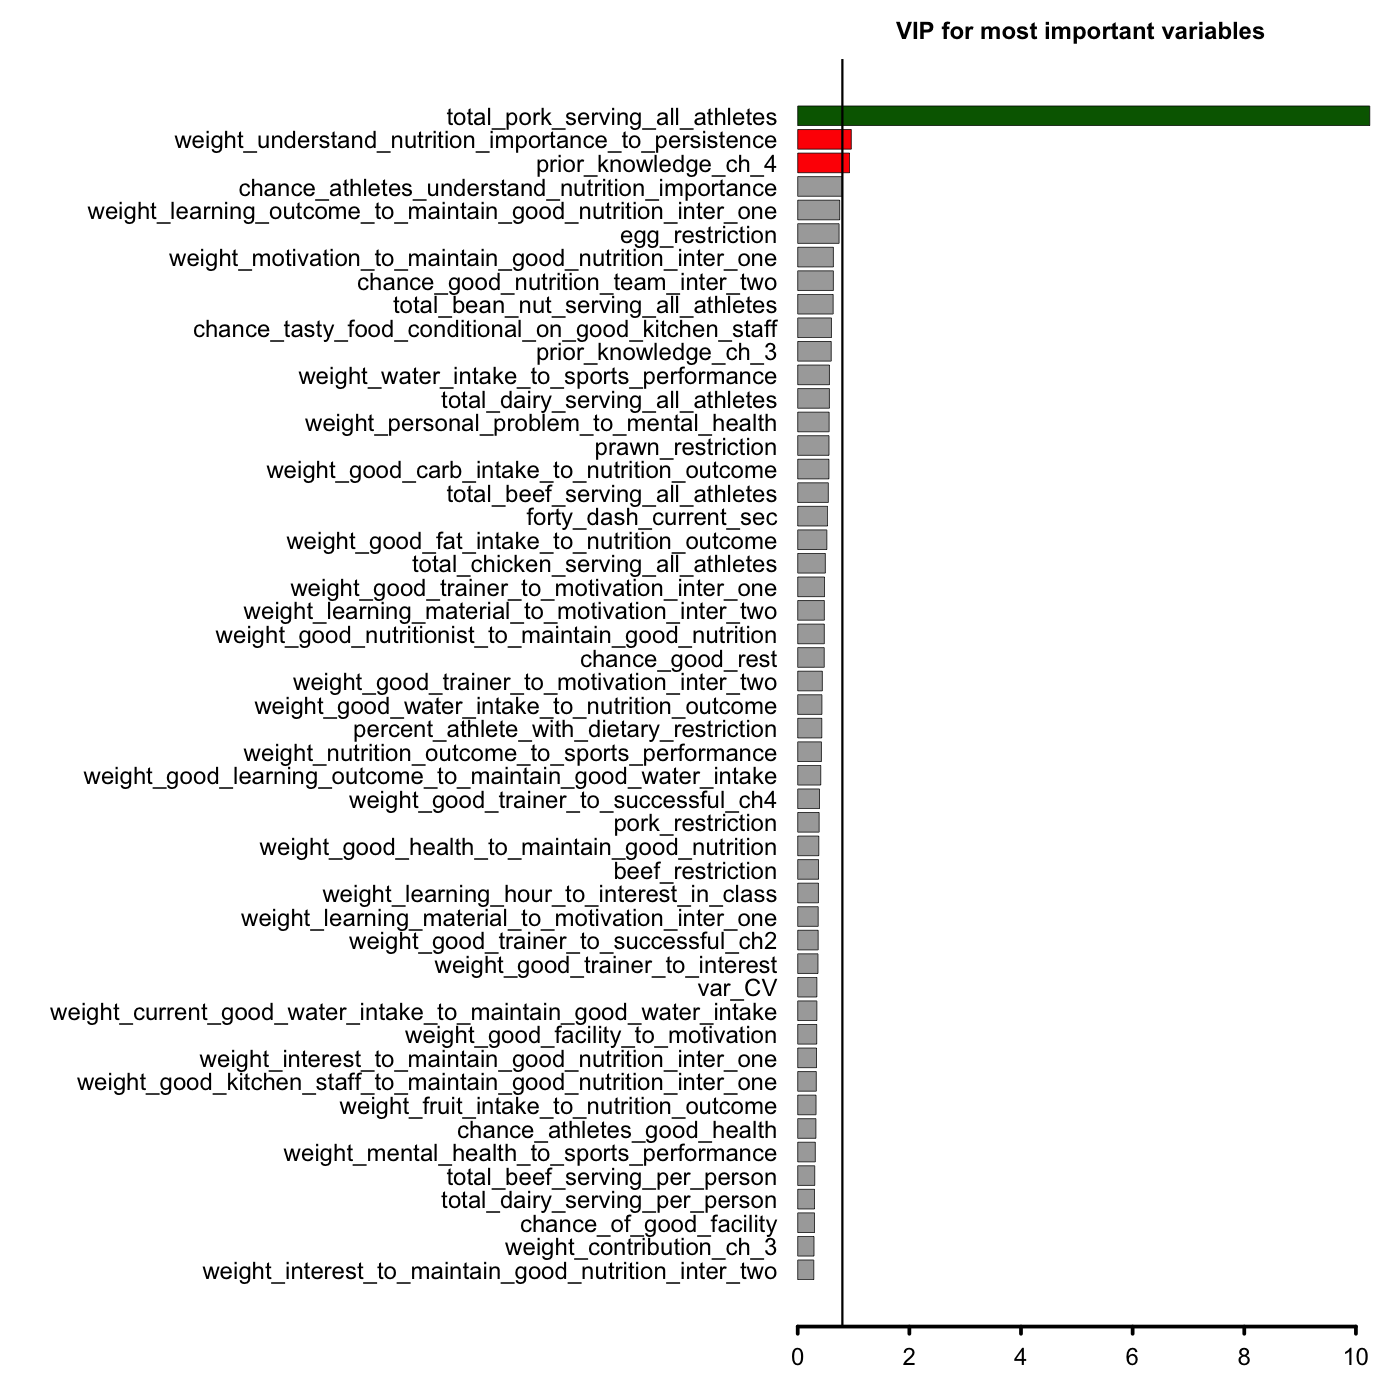 VIP for most important variables
total_pork_serving_all_athletes
weight_understand_nutrition_importance_to_persistence
prior_knowledge_ch_4
chance_athletes_understand_nutrition_importance
weight_learning_outcome_to_maintain_good_nutrition_inter_one
egg_restriction
weight_motivation_to_maintain_good_nutrition_inter_one
chance_good_nutrition_team_inter_two
total_bean_nut_serving_all_athletes
chance_tasty_food_conditional_on_good_kitchen_staff
prior_knowledge_ch_3
weight_water_intake_to_sports_performance
total_dairy_serving_all_athletes
weight_personal_problem_to_mental_health
prawn_restriction
weight_good_carb_intake_to_nutrition_outcome
total_beef_serving_all_athletes
forty_dash_current_sec
weight_good_fat_intake_to_nutrition_outcome
total_chicken_serving_all_athletes
weight_good_trainer_to_motivation_inter_one
weight_learning_material_to_motivation_inter_two
weight_good_nutritionist_to_maintain_good_nutrition
chance_good_rest
weight_good_trainer_to_motivation_inter_two
weight_good_water_intake_to_nutrition_outcome
percent_athlete_with_dietary_restriction
weight_nutrition_outcome_to_sports_performance
weight_good_learning_outcome_to_maintain_good_water_intake
weight_good_trainer_to_successful_ch4
pork_restriction
weight_good_health_to_maintain_good_nutrition
beef_restriction
weight_learning_hour_to_interest_in_class
weight_learning_material_to_motivation_inter_one
weight_good_trainer_to_successful_ch2
weight_good_trainer_to_interest
var_CV
weight_current_good_water_intake_to_maintain_good_water_intake
weight_good_facility_to_motivation
weight_interest_to_maintain_good_nutrition_inter_one
weight_good_kitchen_staff_to_maintain_good_nutrition_inter_one
weight_fruit_intake_to_nutrition_outcome
chance_athletes_good_health
weight_mental_health_to_sports_performance
total_beef_serving_per_person
total_dairy_serving_per_person
chance_of_good_facility
weight_contribution_ch_3
weight_interest_to_maintain_good_nutrition_inter_two
0 2 4 6 8 10